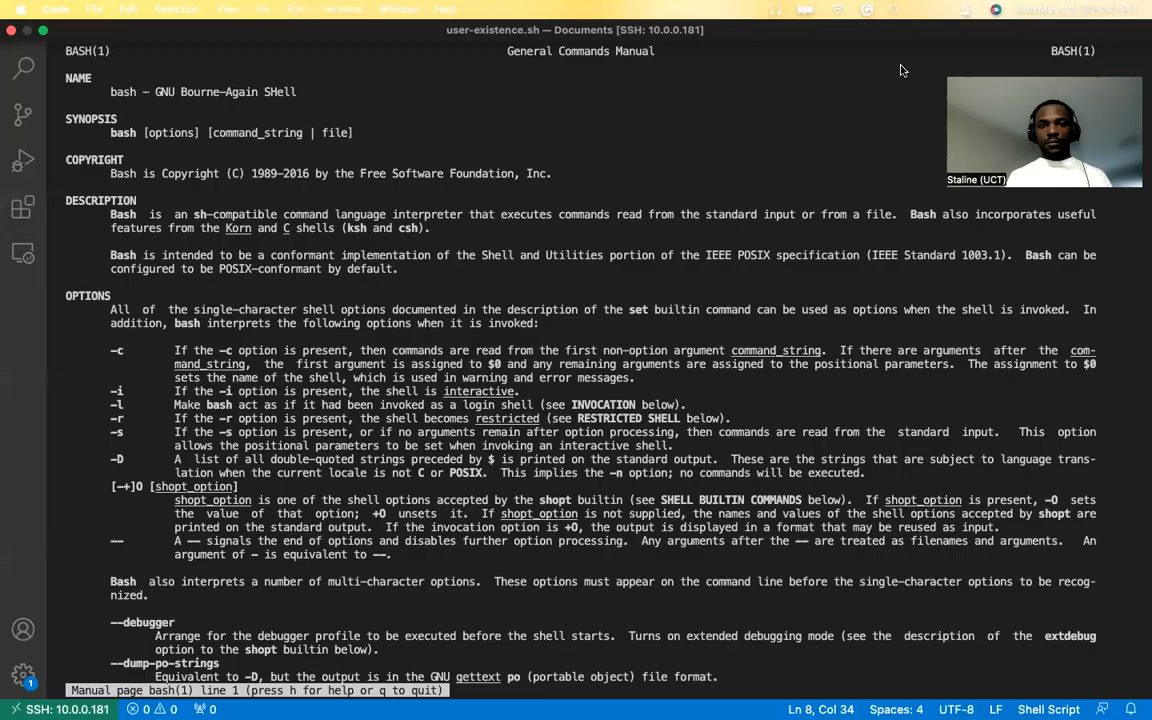 Code File Edit Selection View Go Run Terminal Window Help
user-existence.sh — Documents [SSH: 10.0.0.181]
BASH(1) General Commands Manual BASH(1)
NAME
bash – GNU Bourne-Again SHell
SYNOPSIS
bash [options] [command_string | file]
COPYRIGHT
Bash is Copyright (C) 1989-2016 by the Free Software Foundation, Inc.
Staline (UCT)
DESCRIPTION
Bash is an sh-compatible command language interpreter that executes commands read from the standard input or from a file. Bash also incorporates useful
features from the Korn and C shells (ksh and csh).
Bash is intended to be a conformant implementation of the Shell and Utilities portion of the IEEE POSIX specification (IEEE Standard 1003.1). Bash can be
configured to be POSIX-conformant by default.
OPTIONS
All of the single-character shell options documented in the description of the set builtin command can be used as options when the shell is invoked. In
addition, bash interprets the following options when it is invoked:
-c If the -c option is present, then commands are read from the first non-option argument command_string. If there are arguments after the com-
mand_string, the first argument is assigned to $0 and any remaining arguments are assigned to the positional parameters. The assignment to $0
sets the name of the shell, which is used in warning and error messages.
-i If the -i option is present, the shell is interactive.
-l Make bash act as if it had been invoked as a login shell (see INVOCATION below).
-r If the -r option is present, the shell becomes restricted (see RESTRICTED SHELL below).
-s If the -s option is present, or if no arguments remain after option processing, then commands are read from the standard input. This option
allows the positional parameters to be set when invoking an interactive shell.
-D A list of all double-quoted strings preceded by $ is printed on the standard output. These are the strings that are subject to language trans-
lation when the current locale is not C or POSIX. This implies the -n option; no commands will be executed.
[-+]O [shopt_option]
shopt_option is one of the shell options accepted by the shopt builtin (see SHELL BUILTIN COMMANDS below). If shopt_option is present, -O sets
the value of that option; +O unsets it. If shopt_option is not supplied, the names and values of the shell options accepted by shopt are
printed on the standard output. If the invocation option is +O, the output is displayed in a format that may be reused as input.
-- A -- signals the end of options and disables further option processing. Any arguments after the -- are treated as filenames and arguments. An
argument of - is equivalent to --.
Bash also interprets a number of multi-character options. These options must appear on the command line before the single-character options to be recog-
nized.
--debugger
Arrange for the debugger profile to be executed before the shell starts. Turns on extended debugging mode (see the description of the extdebug
option to the shopt builtin below).
--dump-po-strings
Equivalent to -D, but the output is in the GNU gettext po (portable object) file format.
Manual page bash(1) line 1 (press h for help or q to quit)
1
SSH: 10.0.0.181 0 0 0 Ln 8, Col 34 Spaces: 4 UTF-8 LF Shell Script